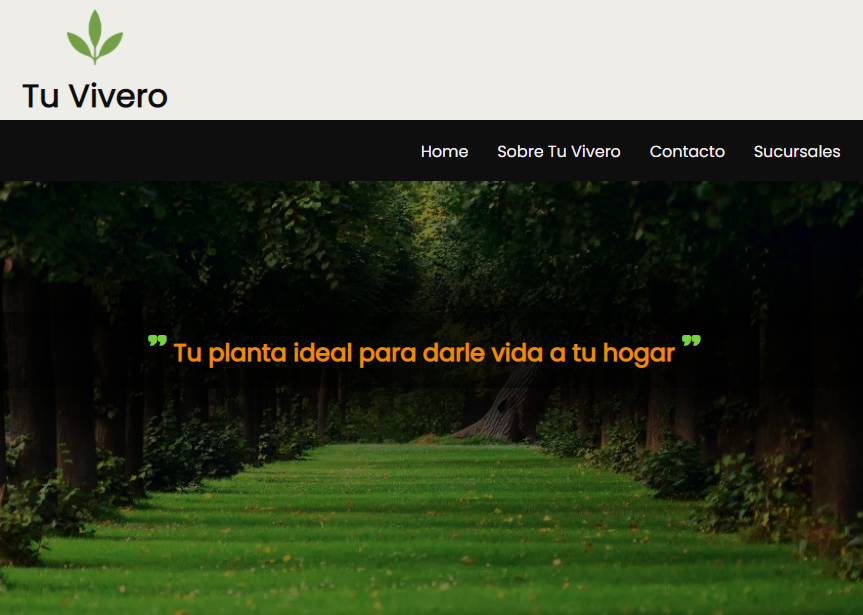 Tu Vivero
Home Sobre Tu Vivero Contacto Sucursales
❞ Tu planta ideal para darle vida a tu hogar ❞